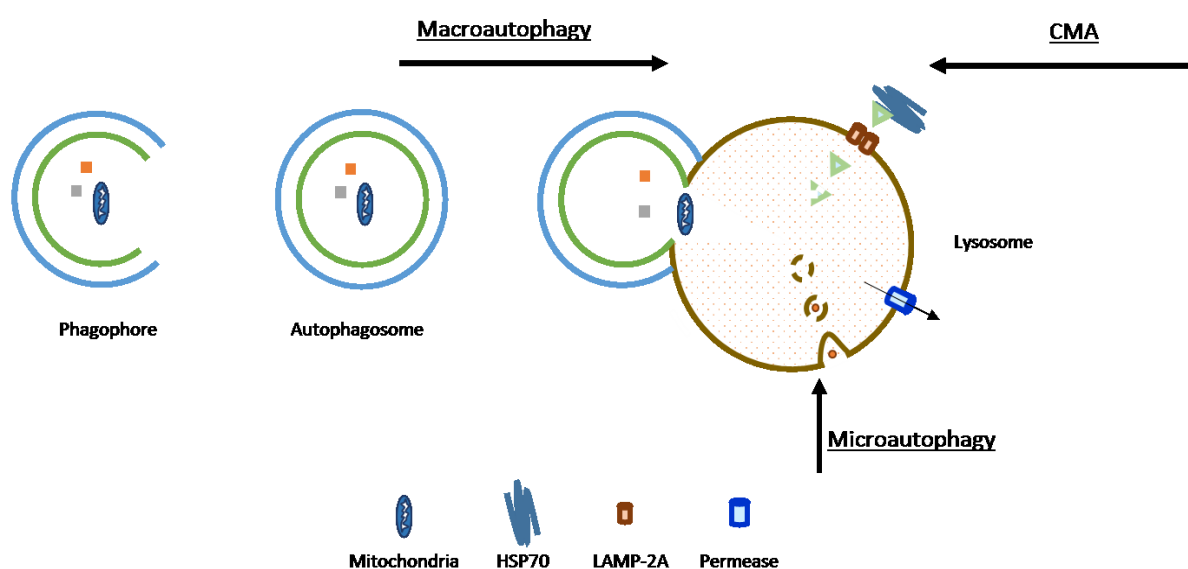 Macroautophagy
CMA
Lysosome
Phagophore
Autophagosome
Microautophagy
Mitochondria
HSP70
LAMP-2A
Permease